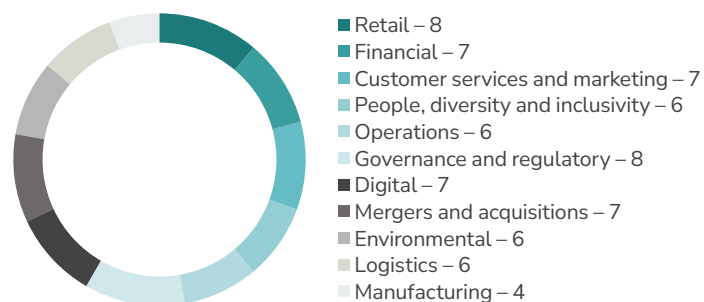 Retail – 8
Financial – 7
Customer services and marketing – 7
People, diversity and inclusivity – 6
Operations – 6
Governance and regulatory – 8
Digital – 7
Mergers and acquisitions – 7
Environmental – 6
Logistics – 6
Manufacturing – 4